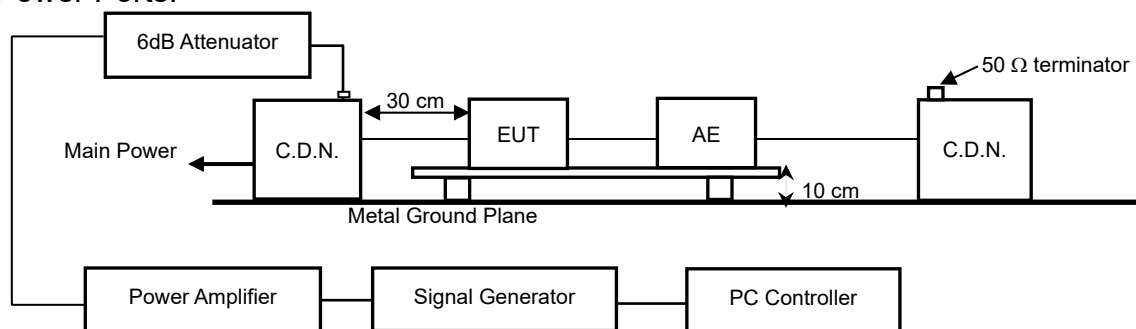 Power Ports:
6dB Attenuator
50 Ω terminator
30 cm
EUT
AE
Main Power
C.D.N.
C.D.N.
10 cm
Metal Ground Plane
Power Amplifier
Signal Generator
PC Controller